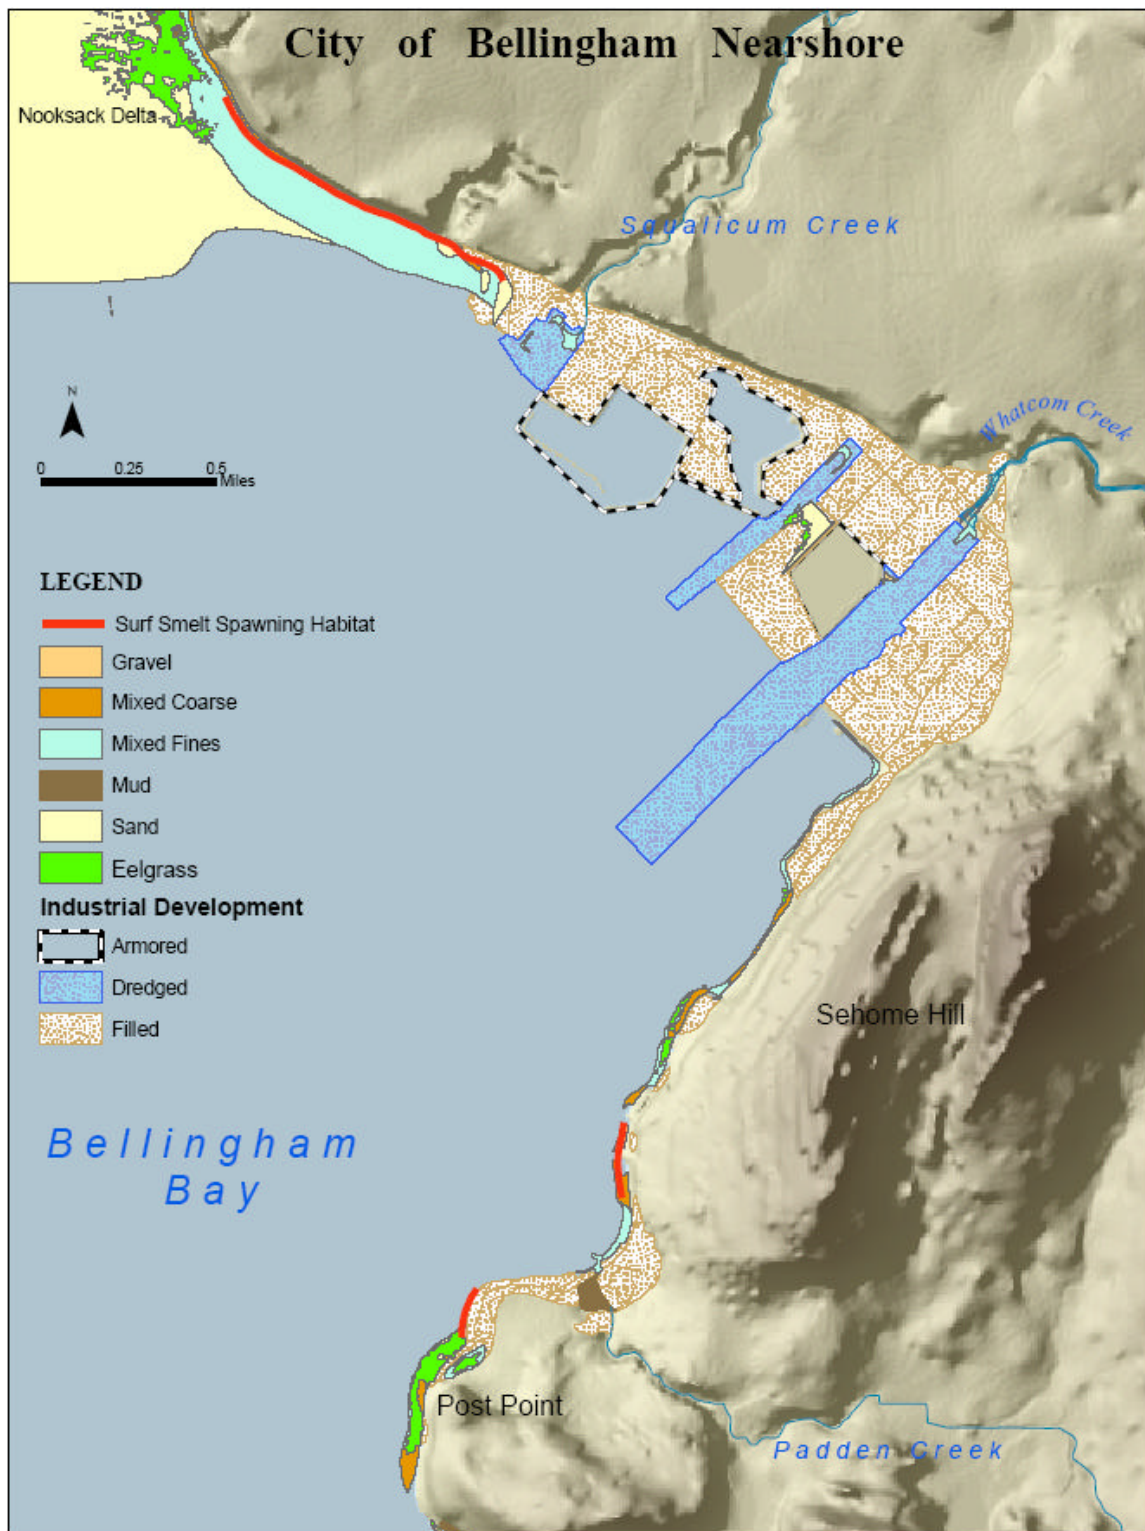 City of Bellingham Nearshore
Nooksack Delta
Squalicum Creek
Whatcom Creek
N
0 0.25 0.5
Miles
LEGEND
Surf Smelt Spawning Habitat
Gravel
Mixed Coarse
Mixed Fines
Mud
Sand
Eelgrass
Industrial Development
Armored
Dredged
Filled
Sehome Hill
Bellingham
Bay
Post Point
Padden Creek